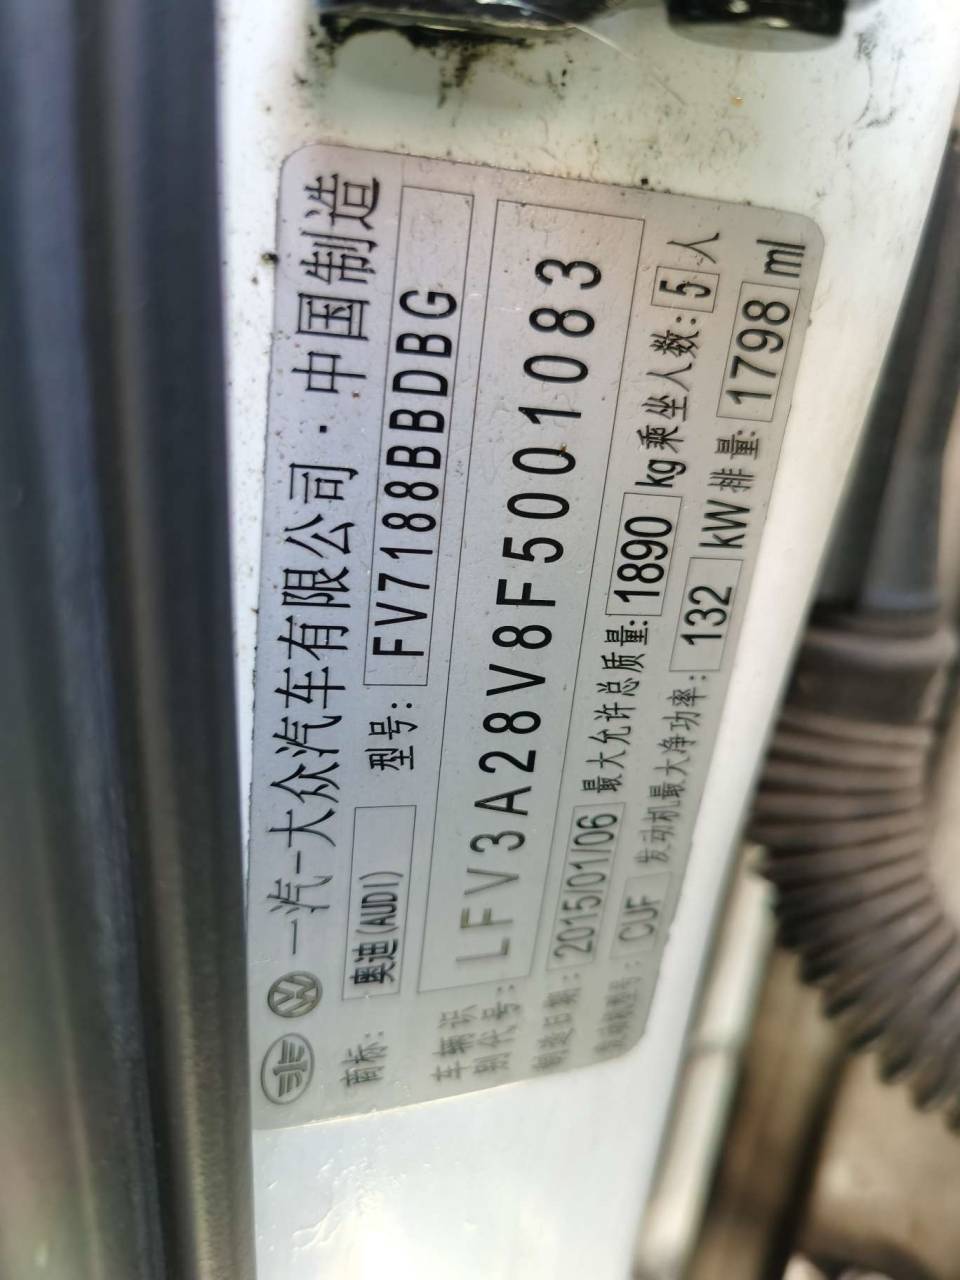 一汽-大众汽车有限公司·中国制造
商标: 奥迪(AUDI) 型号: FV7188BBDBG
车辆识别代号: LFV3A28V8F5001083
制造日期: 2015/01/06 最大允许总质量: 1890 kg 乘坐人数: 5 人
发动机型号: CUF 发动机最大净功率: 132 kW 排量: 1798 ml